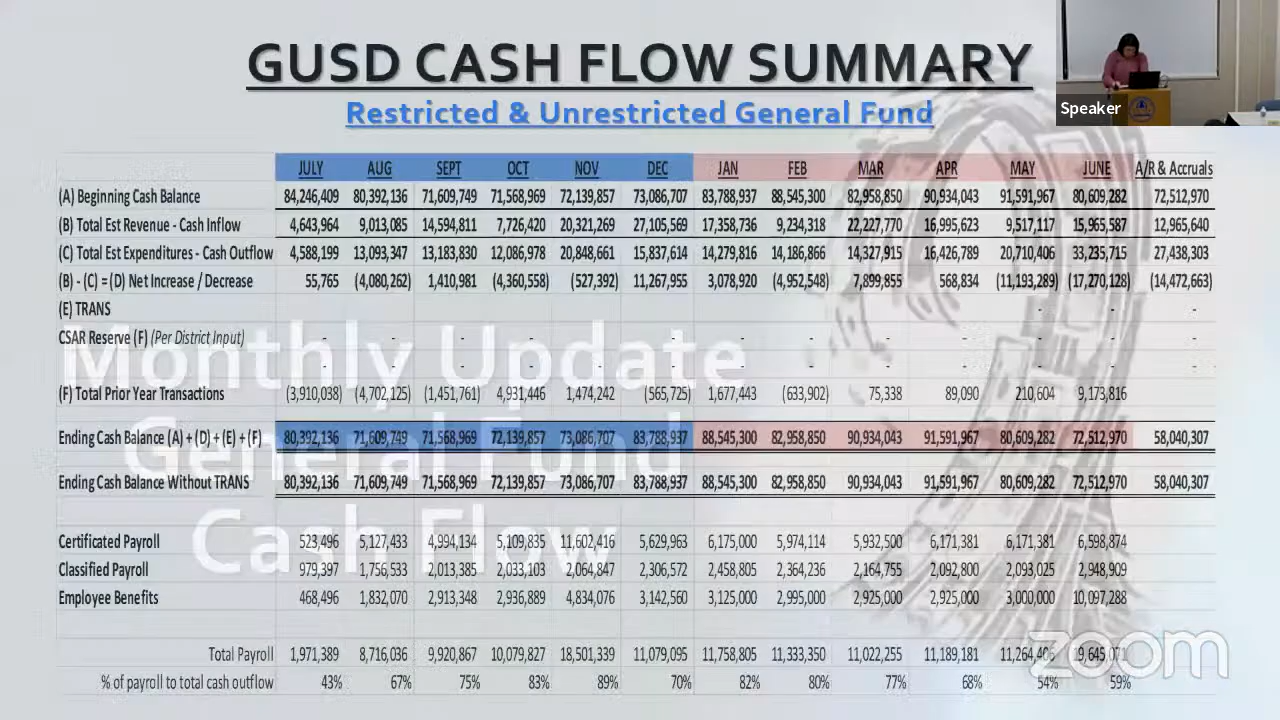 GUSD CASH FLOW SUMMARY
Restricted & Unrestricted General Fund
Speaker
JULY AUG SEPT OCT NOV DEC JAN FEB MAR APR MAY JUNE A/R & Accruals
(A) Beginning Cash Balance 84,246,409 80,392,136 71,609,749 71,568,969 72,139,857 73,086,707 83,788,937 88,545,300 82,958,850 90,934,043 91,591,967 80,609,282 72,512,970
(B) Total Est Revenue - Cash Inflow 4,643,964 9,013,085 14,594,811 7,726,420 20,321,269 27,105,569 17,358,736 9,234,318 22,227,770 16,995,623 9,517,117 15,965,587 12,965,640
(C) Total Est Expenditures - Cash Outflow 4,588,199 13,093,347 13,183,830 12,086,978 20,848,661 15,837,614 14,279,816 14,186,866 14,327,915 16,426,789 20,710,406 33,235,715 27,438,303
(B) - (C) = (D) Net Increase / Decrease 55,765 (4,080,262) 1,410,981 (4,360,558) (527,392) 11,267,955 3,078,920 (4,952,548) 7,899,855 568,834 (11,193,289) (17,270,128) (14,472,663)
(E) TRANS - - -
CSAR Reserve (F) (Per District Input) - - - - - - - - - - - - -
- - - - - - - - - - - - -
(F) Total Prior Year Transactions (3,910,038) (4,702,125) (1,451,761) 4,931,446 1,474,242 (565,725) 1,677,443 (633,902) 75,338 89,090 210,604 9,173,816
Ending Cash Balance (A) + (D) + (E) + (F) 80,392,136 71,609,749 71,568,969 72,139,857 73,086,707 83,788,937 88,545,300 82,958,850 90,934,043 91,591,967 80,609,282 72,512,970 58,040,307
Ending Cash Balance Without TRANS 80,392,136 71,609,749 71,568,969 72,139,857 73,086,707 83,788,937 88,545,300 82,958,850 90,934,043 91,591,967 80,609,282 72,512,970 58,040,307
Certificated Payroll 523,496 5,127,433 4,994,134 5,109,835 11,602,416 5,629,963 6,175,000 5,974,114 5,932,500 6,171,381 6,171,381 6,598,874
Classified Payroll 979,397 1,756,533 2,013,385 2,033,103 2,064,847 2,306,572 2,458,805 2,364,236 2,164,755 2,092,800 2,093,025 2,948,909
Employee Benefits 468,496 1,832,070 2,913,348 2,936,889 4,834,076 3,142,560 3,125,000 2,995,000 2,925,000 2,925,000 3,000,000 10,097,288
Total Payroll 1,971,389 8,716,036 9,920,867 10,079,827 18,501,339 11,079,095 11,758,805 11,333,350 11,022,255 11,189,181 11,264,406 19,645,071
% of payroll to total cash outflow 43% 67% 75% 83% 89% 70% 82% 80% 77% 68% 54% 59%
Monthly Update
General Fund
Cash Flow
zoom